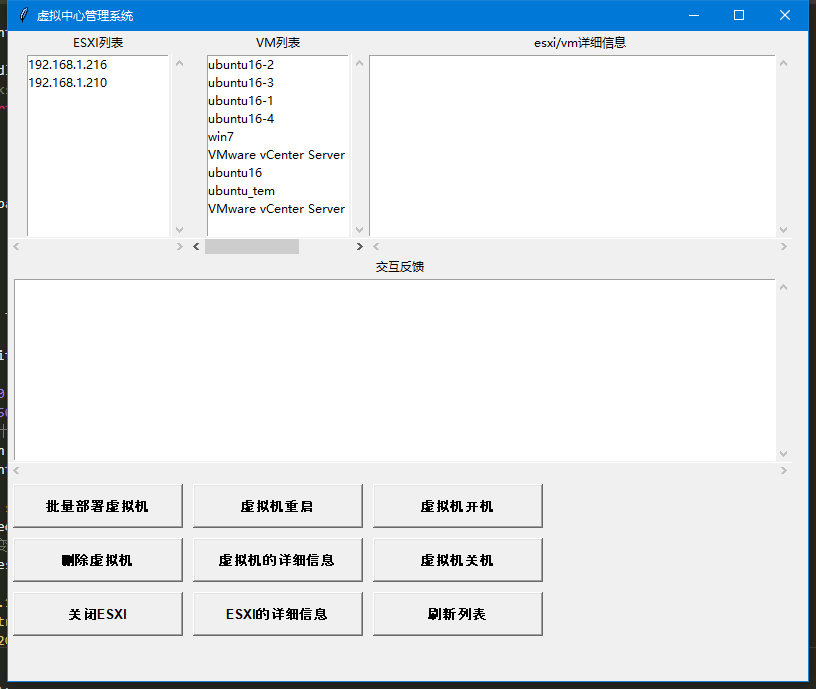 虚拟中心管理系统
ESXI列表
VM列表
esxi/vm详细信息
192.168.1.216
192.168.1.210
ubuntu16-2
ubuntu16-3
ubuntu16-1
ubuntu16-4
win7
VMware vCenter Server
ubuntu16
ubuntu_tem
VMware vCenter Server
交互反馈
批量部署虚拟机
虚拟机重启
虚拟机开机
删除虚拟机
虚拟机的详细信息
虚拟机关机
关闭ESXI
ESXI的详细信息
刷新列表